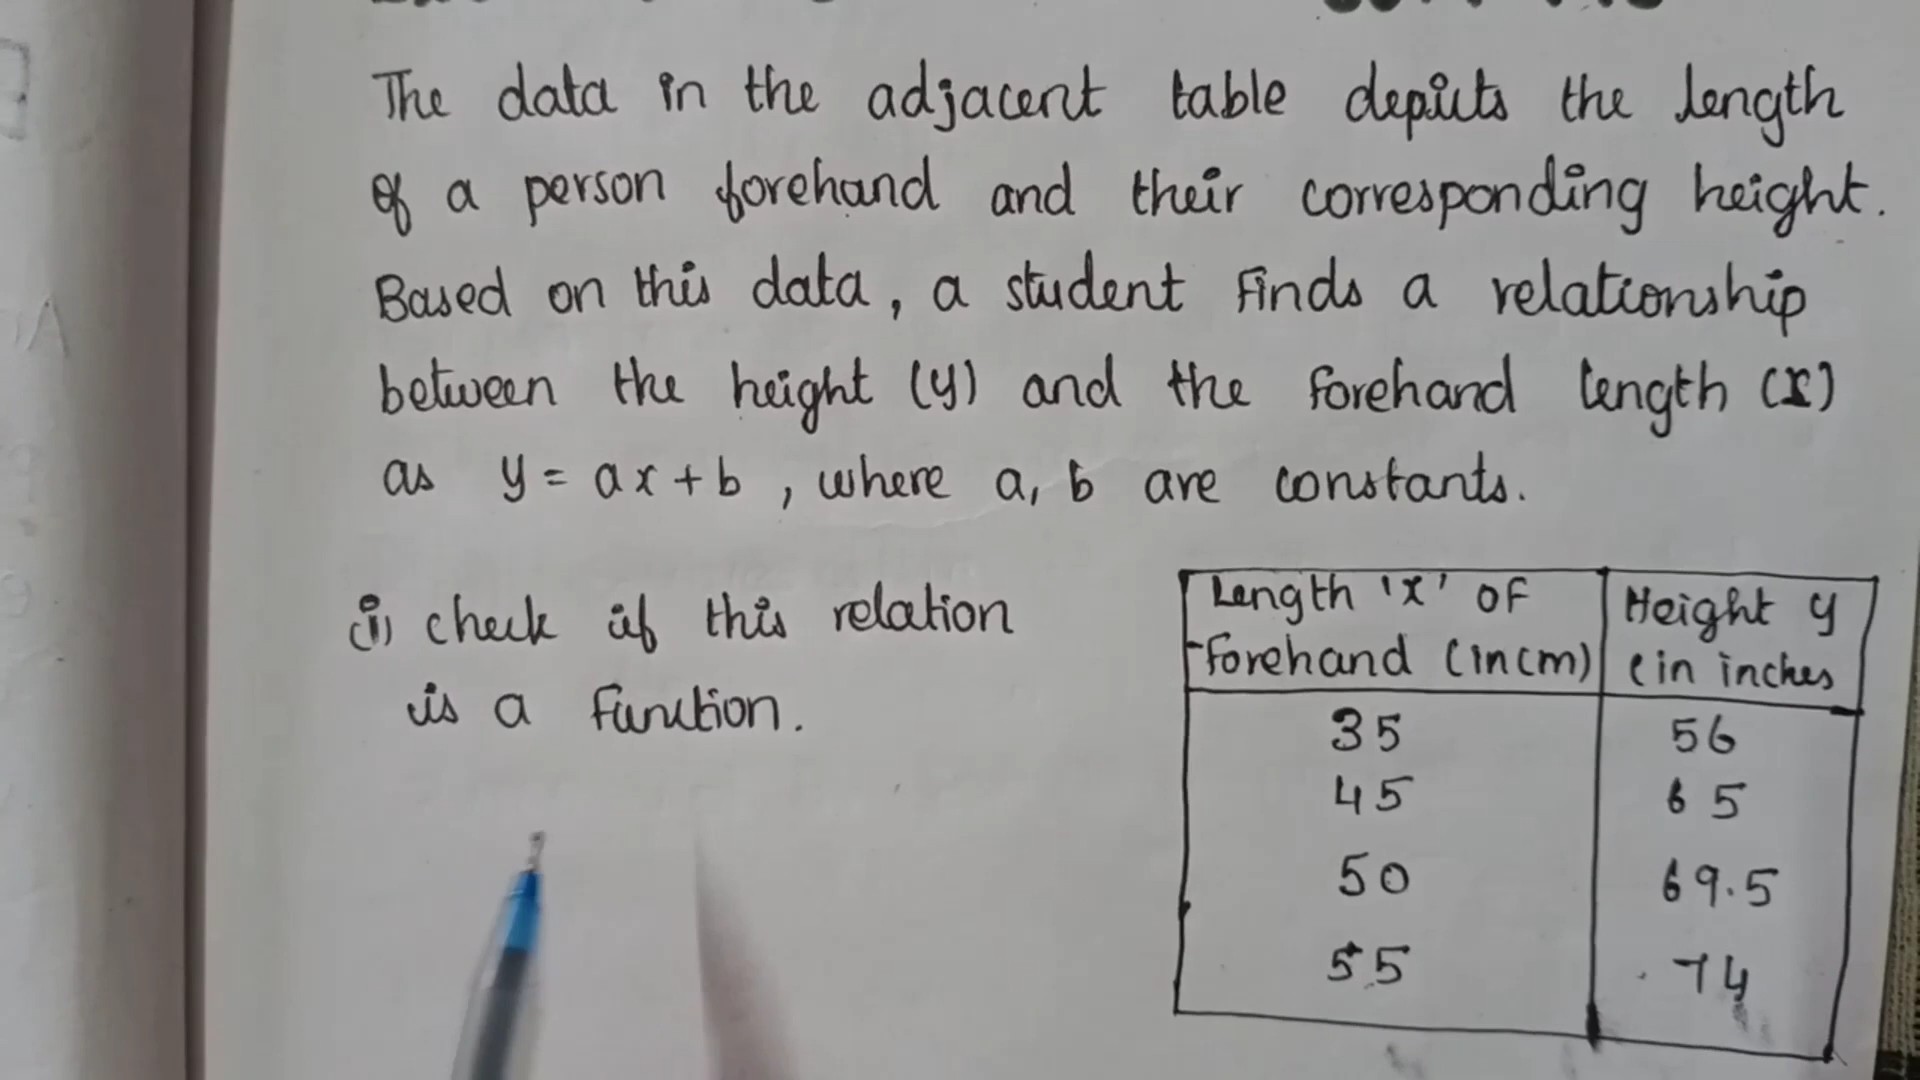 The data in the adjacent table depicts the length
of a person forehand and their corresponding height.
Based on this data, a student Finds a relationship
between the height (y) and the forehand length (x)
as y = ax + b , where a, b are constants.
(i) check if this relation
is a Function.
Length 'x' OF Forehand (in cm) Height y (in inches
35 56
45 65
50 69.5
55 74